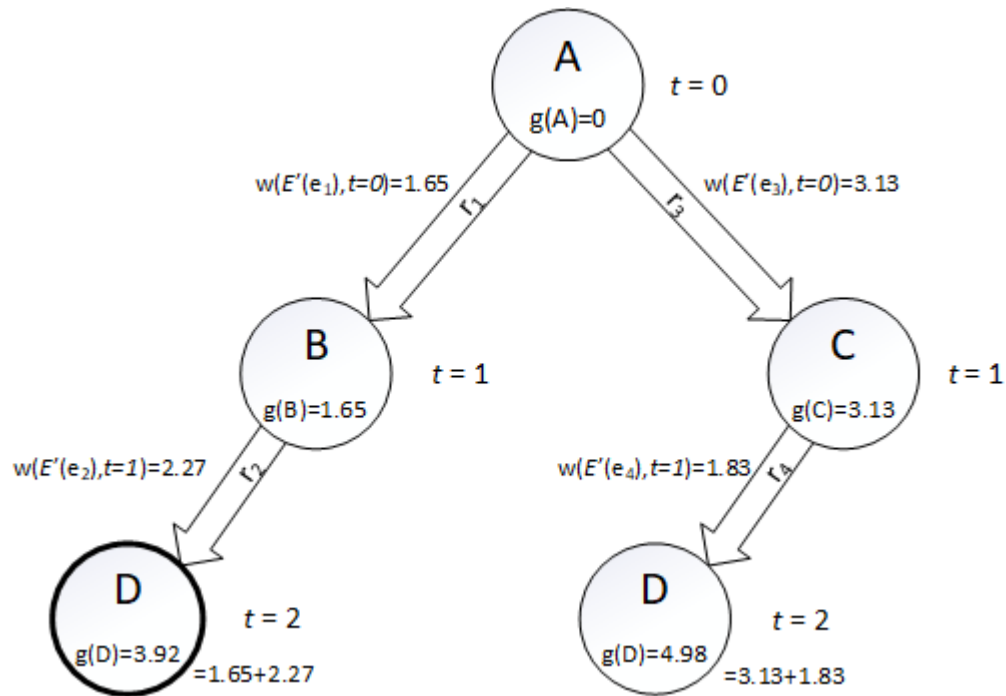 A
t = 0
g(A)=0
w(E′(e₁),t=0)=1.65
r₁
r₃
w(E′(e₃),t=0)=3.13
B
t = 1
g(B)=1.65
C
t = 1
g(C)=3.13
w(E′(e₂),t=1)=2.27
r₂
w(E′(e₄),t=1)=1.83
r₄
D
t = 2
g(D)=3.92
=1.65+2.27
D
t = 2
g(D)=4.98
=3.13+1.83